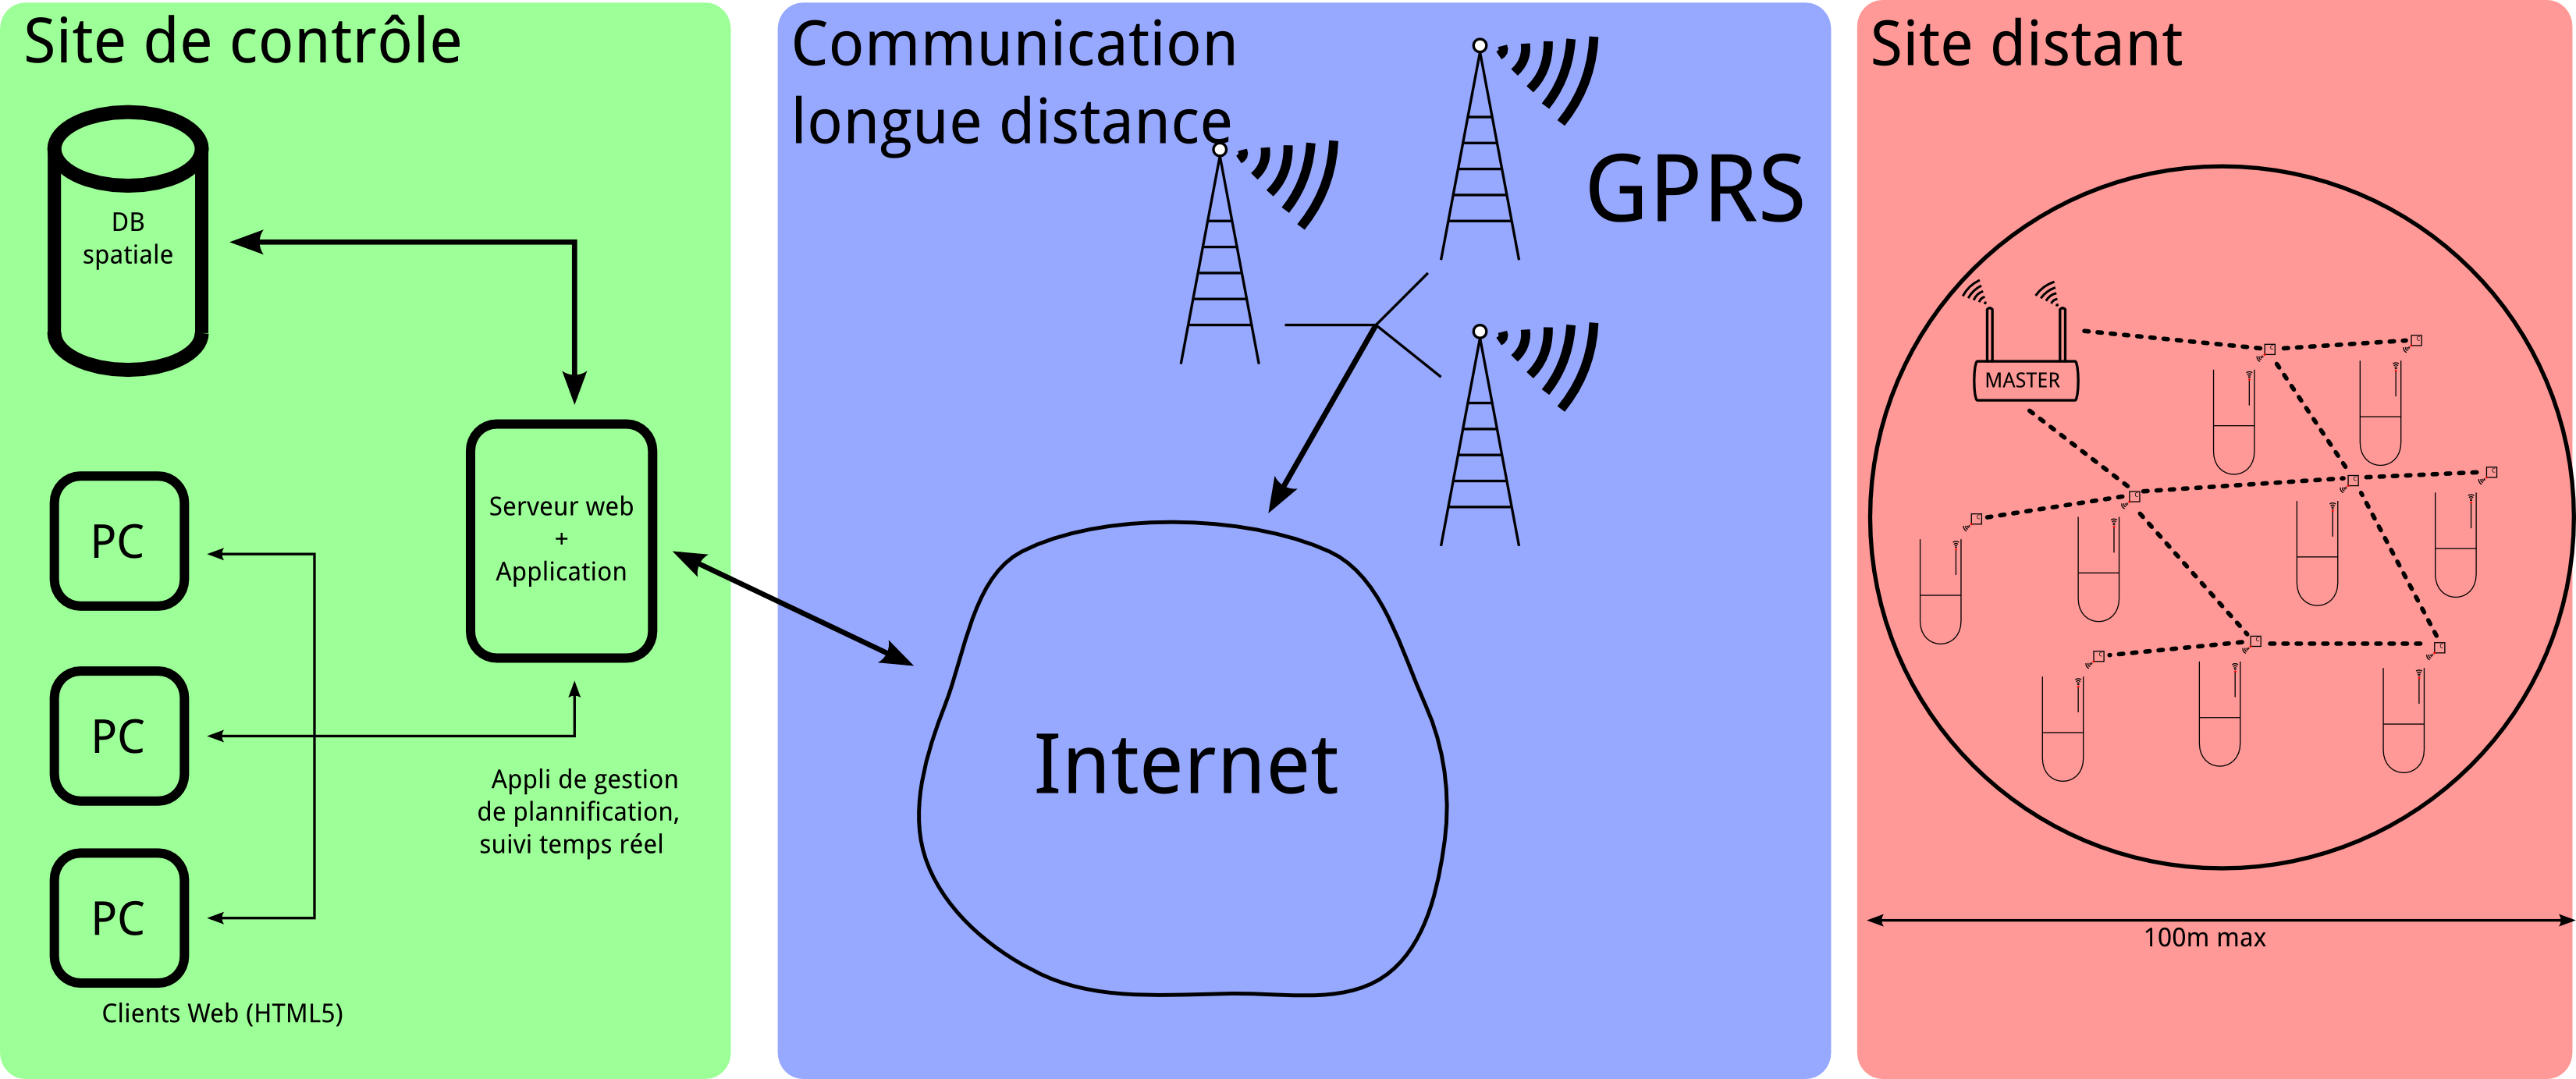 Site de contrôle
DB
spatiale
PC
PC
PC
Clients Web (HTML5)
Serveur web
+
Application
Appli de gestion
de plannification,
suivi temps réel
Communication
longue distance
GPRS
Internet
Site distant
MASTER
100m max